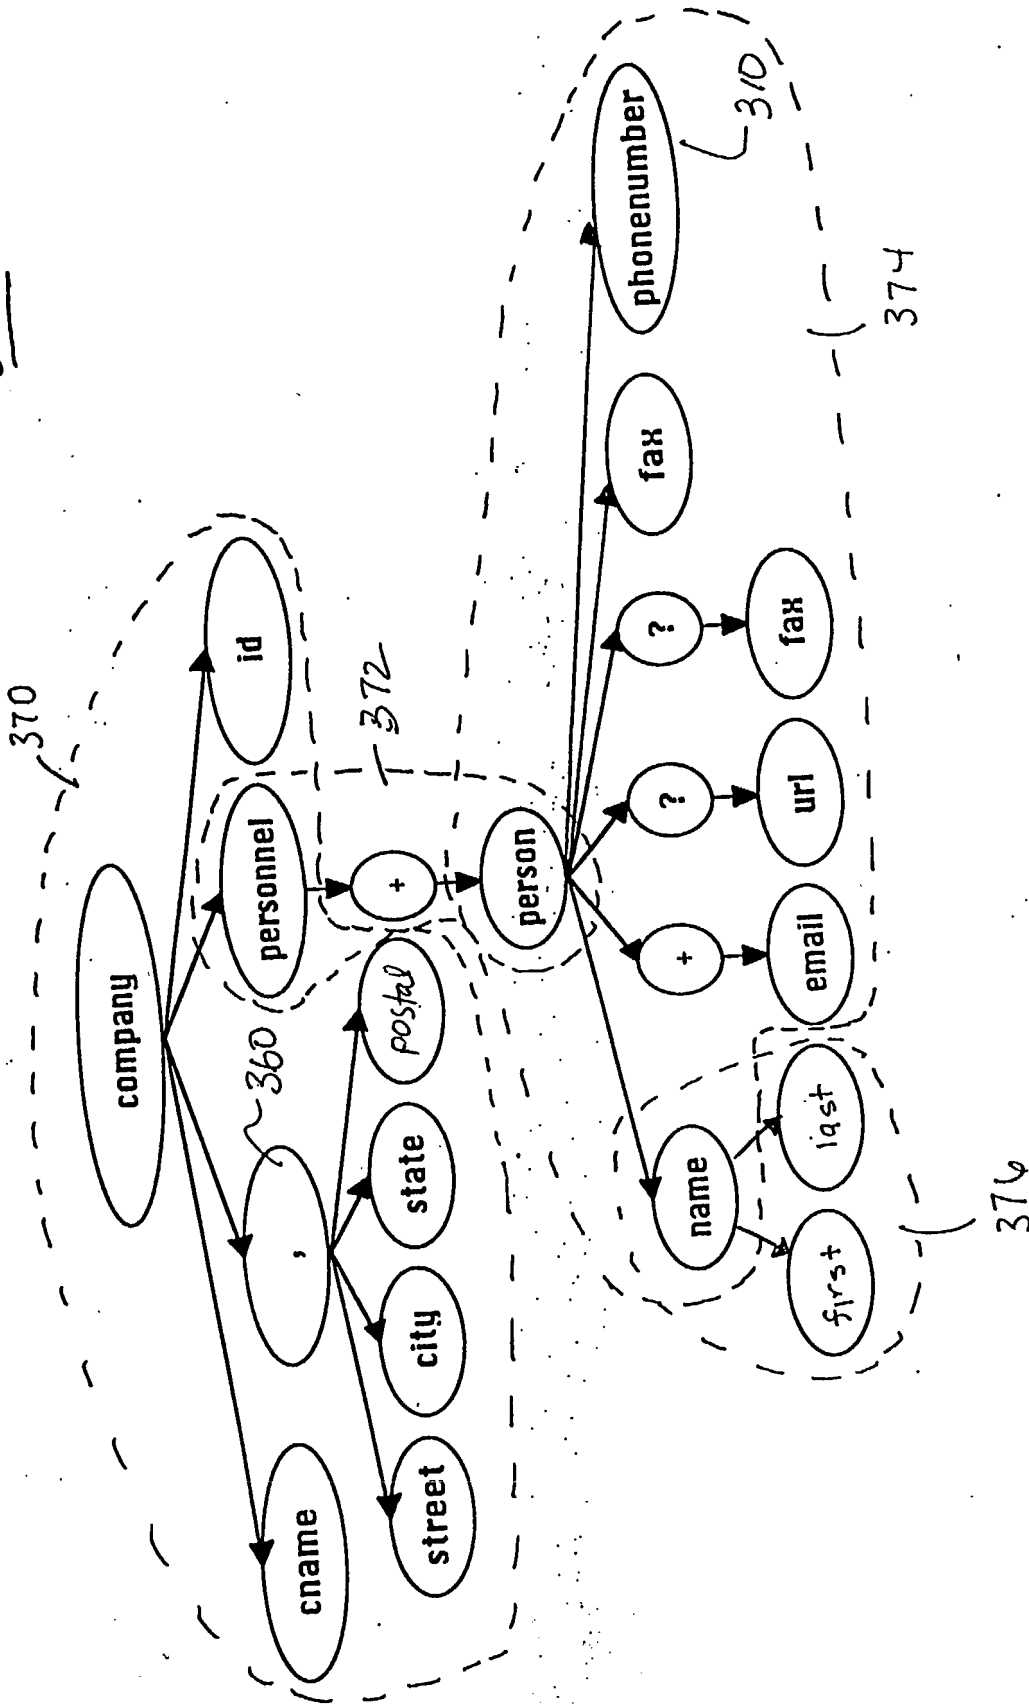 370
company
cname
,
personnel
id
360
372
street
city
state
postal
+
person
310
name
+
?
?
fax
phonenumber
first
last
email
url
fax
374
376